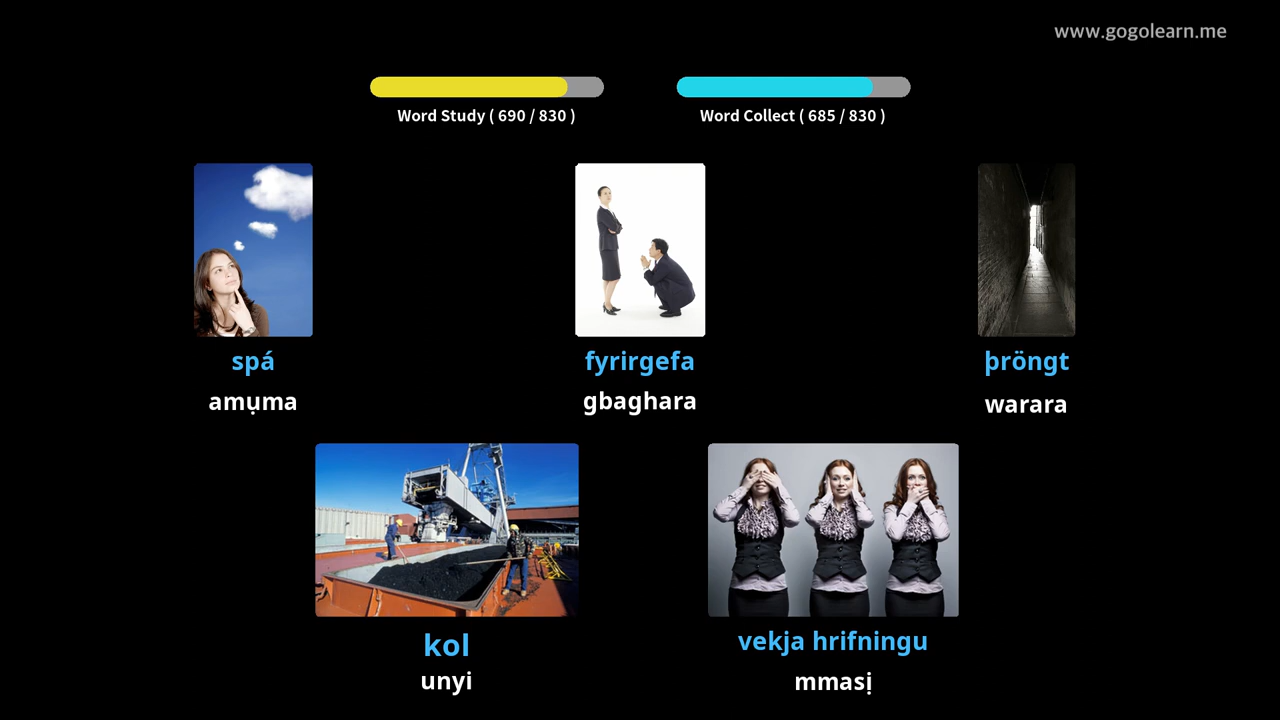 www.gogolearn.me
Word Study ( 690 / 830 )
Word Collect ( 685 / 830 )
spá
amụma
fyrirgefa
gbaghara
þröngt
warara
kol
unyi
vekja hrifningu
mmasị